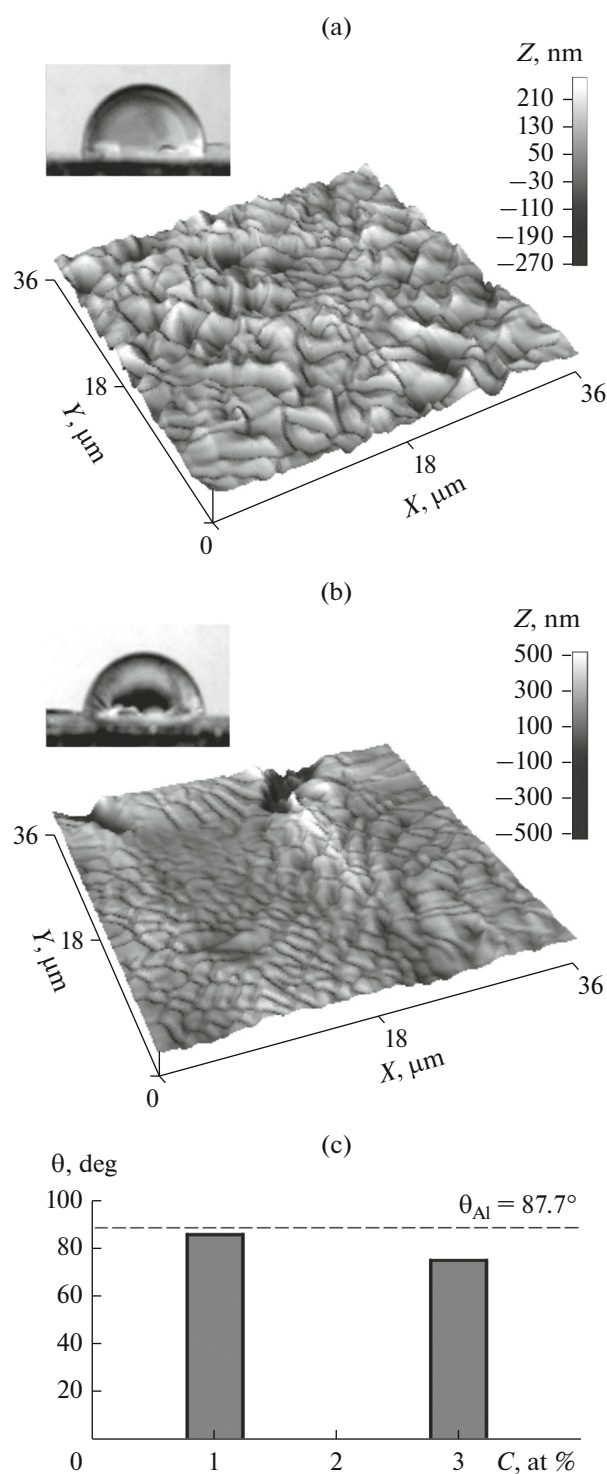 (a)
Z, nm
210
130
50
−30
−110
−190
−270
36
18
Y, μm
0
18
X, μm
36
(b)
Z, nm
500
300
100
−100
−300
−500
36
18
Y, μm
0
18
X, μm
36
(c)
θ, deg
100
80
60
40
20
0
θAl = 87.7°
1
2
3
C, at %